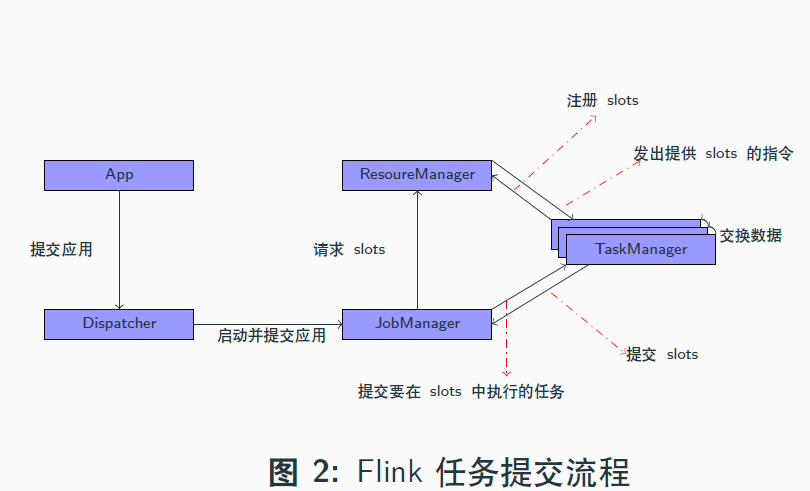 注册 slots
发出提供 slots 的指令
App
ResoureManager
提交应用
请求 slots
交换数据
TaskManager
Dispatcher
启动并提交应用
JobManager
提交 slots
提交要在 slots 中执行的任务
图 2: Flink 任务提交流程